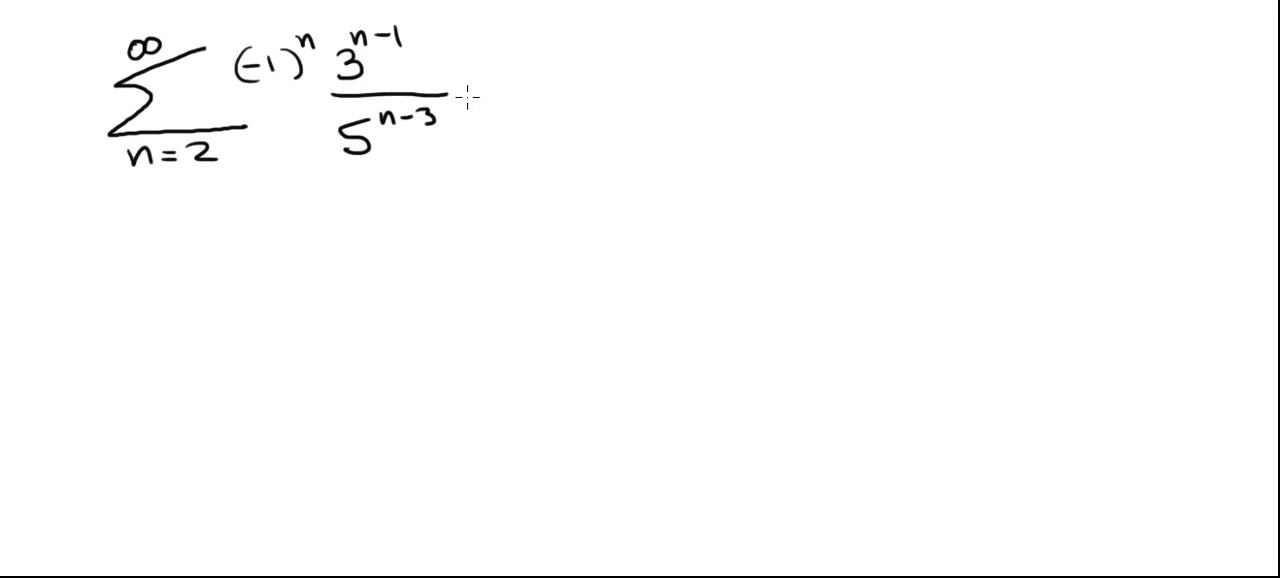 ∞
∑ (-1)^n 3^{n-1} / 5^{n-3}
n=2